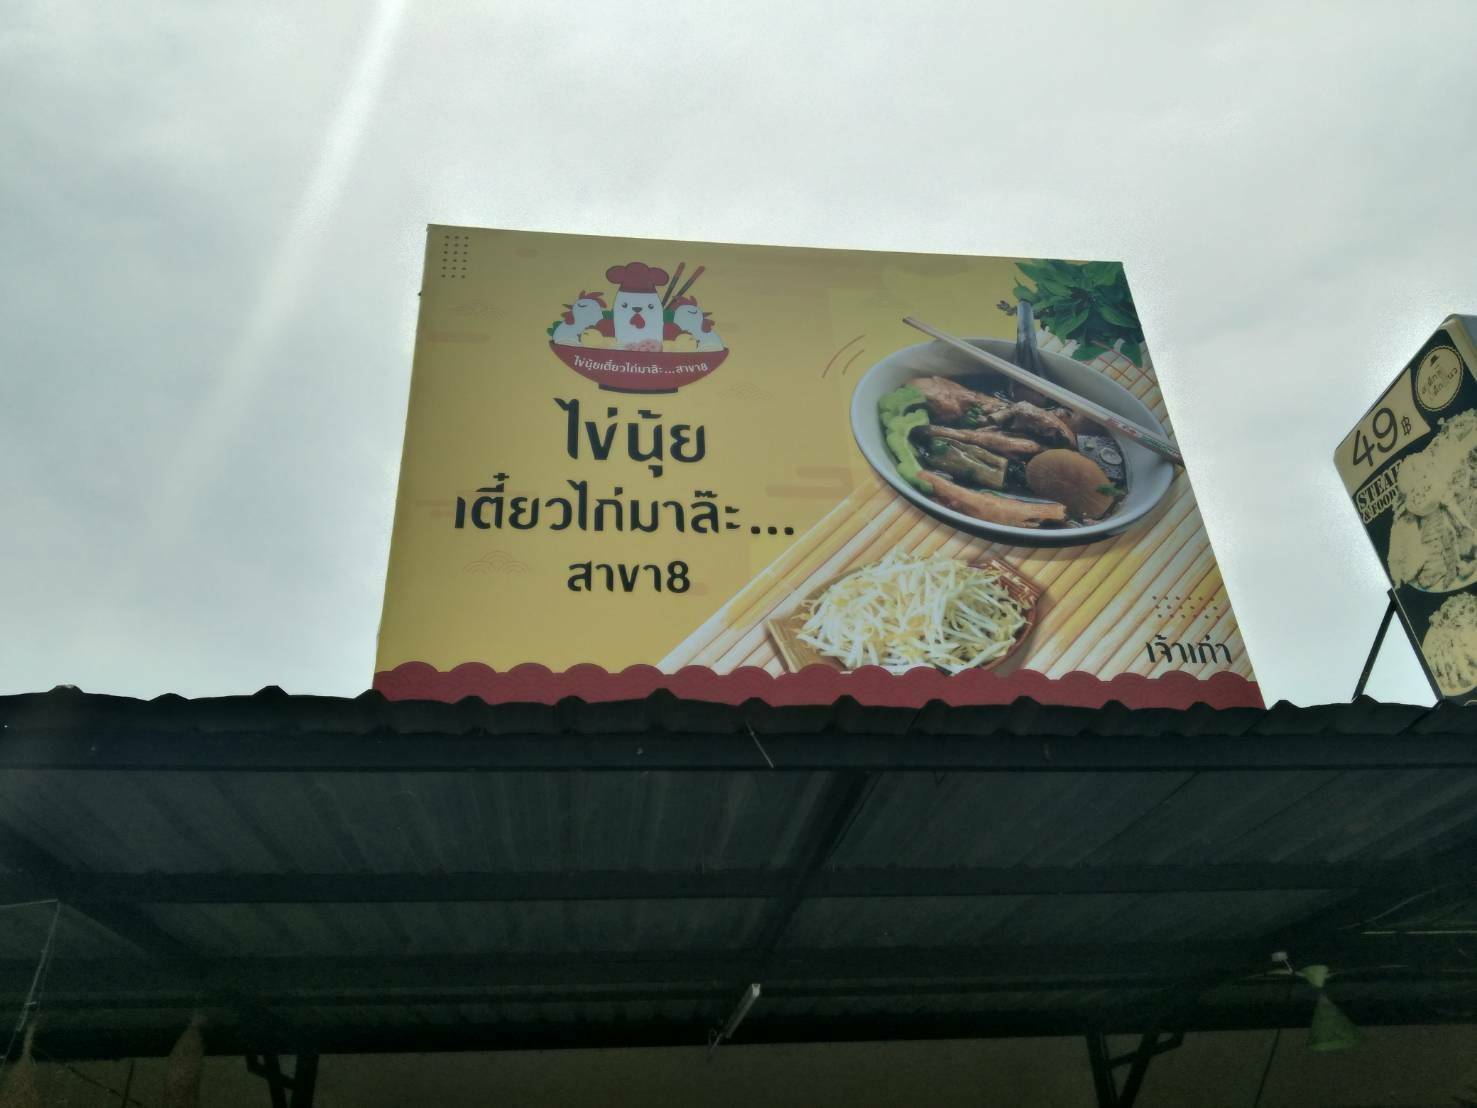 ไข่นุ้ยเตี๋ยวไก่มาล๊ะ...สาขา8
ไข่นุ้ย
เตี๋ยวไก่มาล๊ะ...
สาขา8
เจ้าเก่า
49฿
STEAK
& FOOD